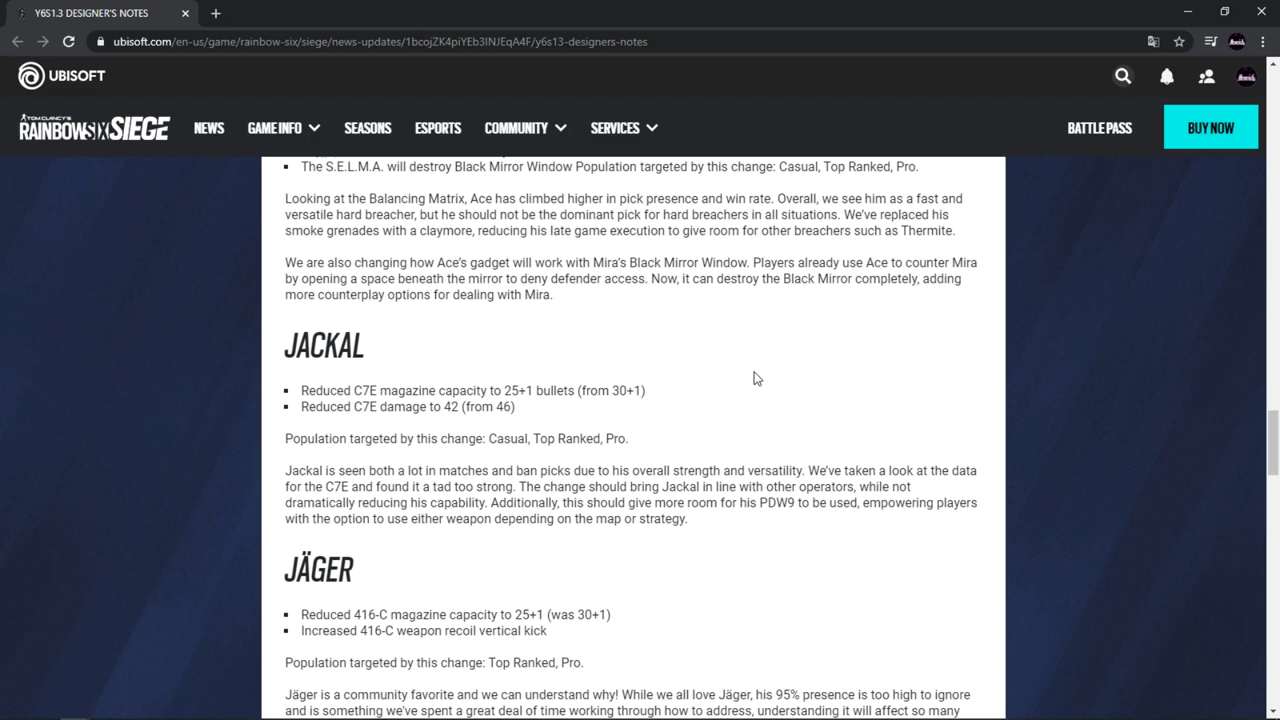 Y6S1.3 DESIGNER'S NOTES
ubisoft.com/en-us/game/rainbow-six/siege/news-updates/1bcojZK4piYEb3INJEqA4F/y6s13-designers-notes
UBISOFT
TOM CLANCY'S
RAINBOWSIX SIEGE
NEWS
GAME INFO
SEASONS
ESPORTS
COMMUNITY
SERVICES
BATTLE PASS
BUY NOW
The S.E.L.M.A. will destroy Black Mirror Window Population targeted by this change: Casual, Top Ranked, Pro.
Looking at the Balancing Matrix, Ace has climbed higher in pick presence and win rate. Overall, we see him as a fast and
versatile hard breacher, but he should not be the dominant pick for hard breachers in all situations. We've replaced his
smoke grenades with a claymore, reducing his late game execution to give room for other breachers such as Thermite.
We are also changing how Ace's gadget will work with Mira's Black Mirror Window. Players already use Ace to counter Mira
by opening a space beneath the mirror to deny defender access. Now, it can destroy the Black Mirror completely, adding
more counterplay options for dealing with Mira.
JACKAL
Reduced C7E magazine capacity to 25+1 bullets (from 30+1)
Reduced C7E damage to 42 (from 46)
Population targeted by this change: Casual, Top Ranked, Pro.
Jackal is seen both a lot in matches and ban picks due to his overall strength and versatility. We've taken a look at the data
for the C7E and found it a tad too strong. The change should bring Jackal in line with other operators, while not
dramatically reducing his capability. Additionally, this should give more room for his PDW9 to be used, empowering players
with the option to use either weapon depending on the map or strategy.
JÄGER
Reduced 416-C magazine capacity to 25+1 (was 30+1)
Increased 416-C weapon recoil vertical kick
Population targeted by this change: Top Ranked, Pro.
Jäger is a community favorite and we can understand why! While we all love Jäger, his 95% presence is too high to ignore
and is something we've spent a great deal of time working through how to address, understanding it will affect so many